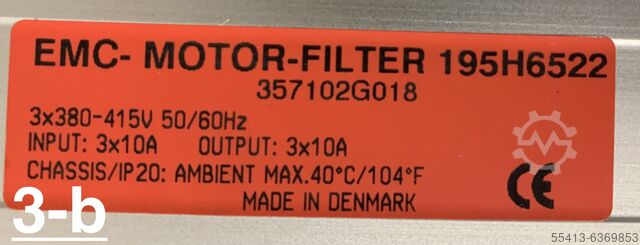 EMC- MOTOR-FILTER 195H6522
357102G018
3x380-415V 50/60Hz
INPUT: 3x10A OUTPUT: 3x10A
CHASSIS/IP20: AMBIENT MAX.40°C/104°F
MADE IN DENMARK
CE
3-b
55413-6369853